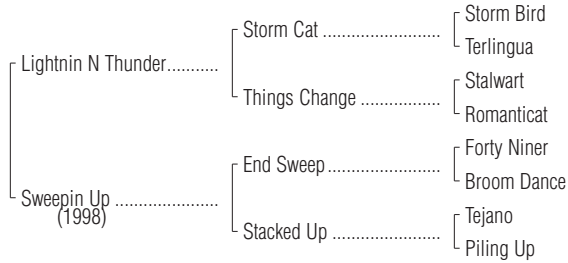 Storm Bird
Storm Cat ..........................
Terlingua
Lightnin N Thunder...........
Stalwart
Things Change ..................
Romanticat
Forty Niner
End Sweep.........................
Broom Dance
Sweepin Up .......................
(1998)
Tejano
Stacked Up ........................
Piling Up